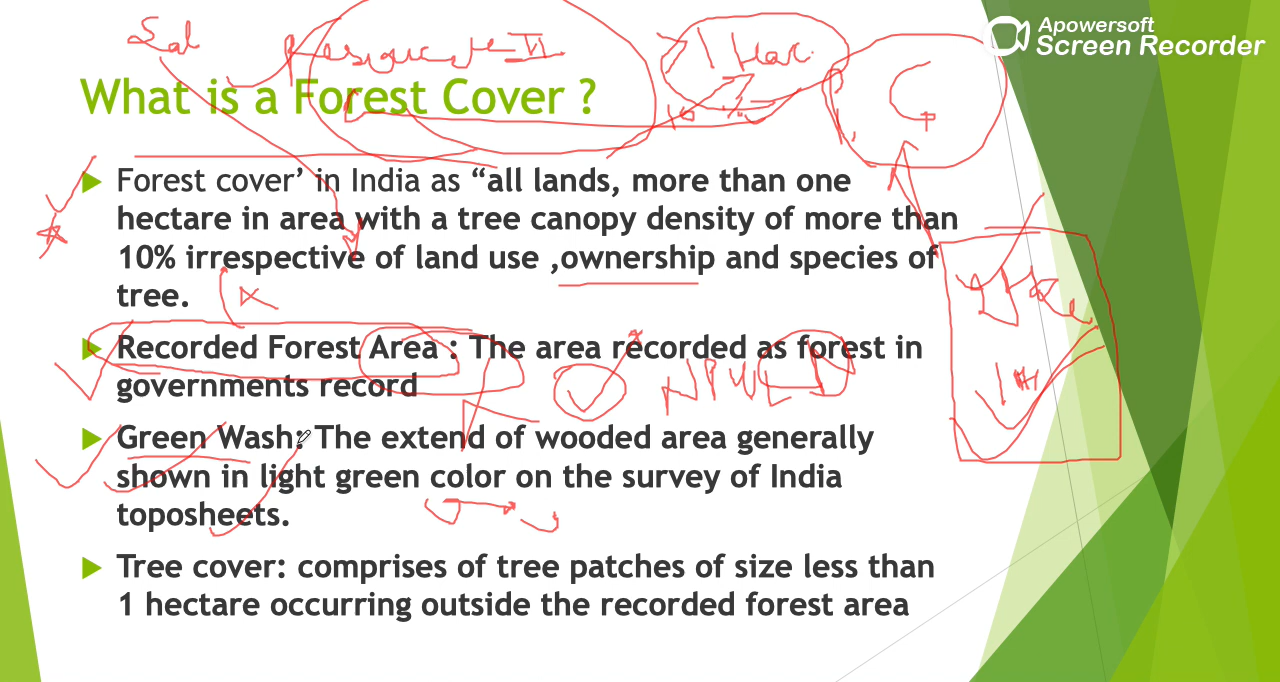 Apowersoft
Screen Recorder
Sal
What is a Forest Cover ?
Forest cover’ in India as “all lands, more than one
hectare in area with a tree canopy density of more than
10% irrespective of land use ,ownership and species of
tree.
Recorded Forest Area : The area recorded as forest in
governments record
Green Wash: The extend of wooded area generally
shown in light green color on the survey of India
toposheets.
Tree cover: comprises of tree patches of size less than
1 hectare occurring outside the recorded forest area